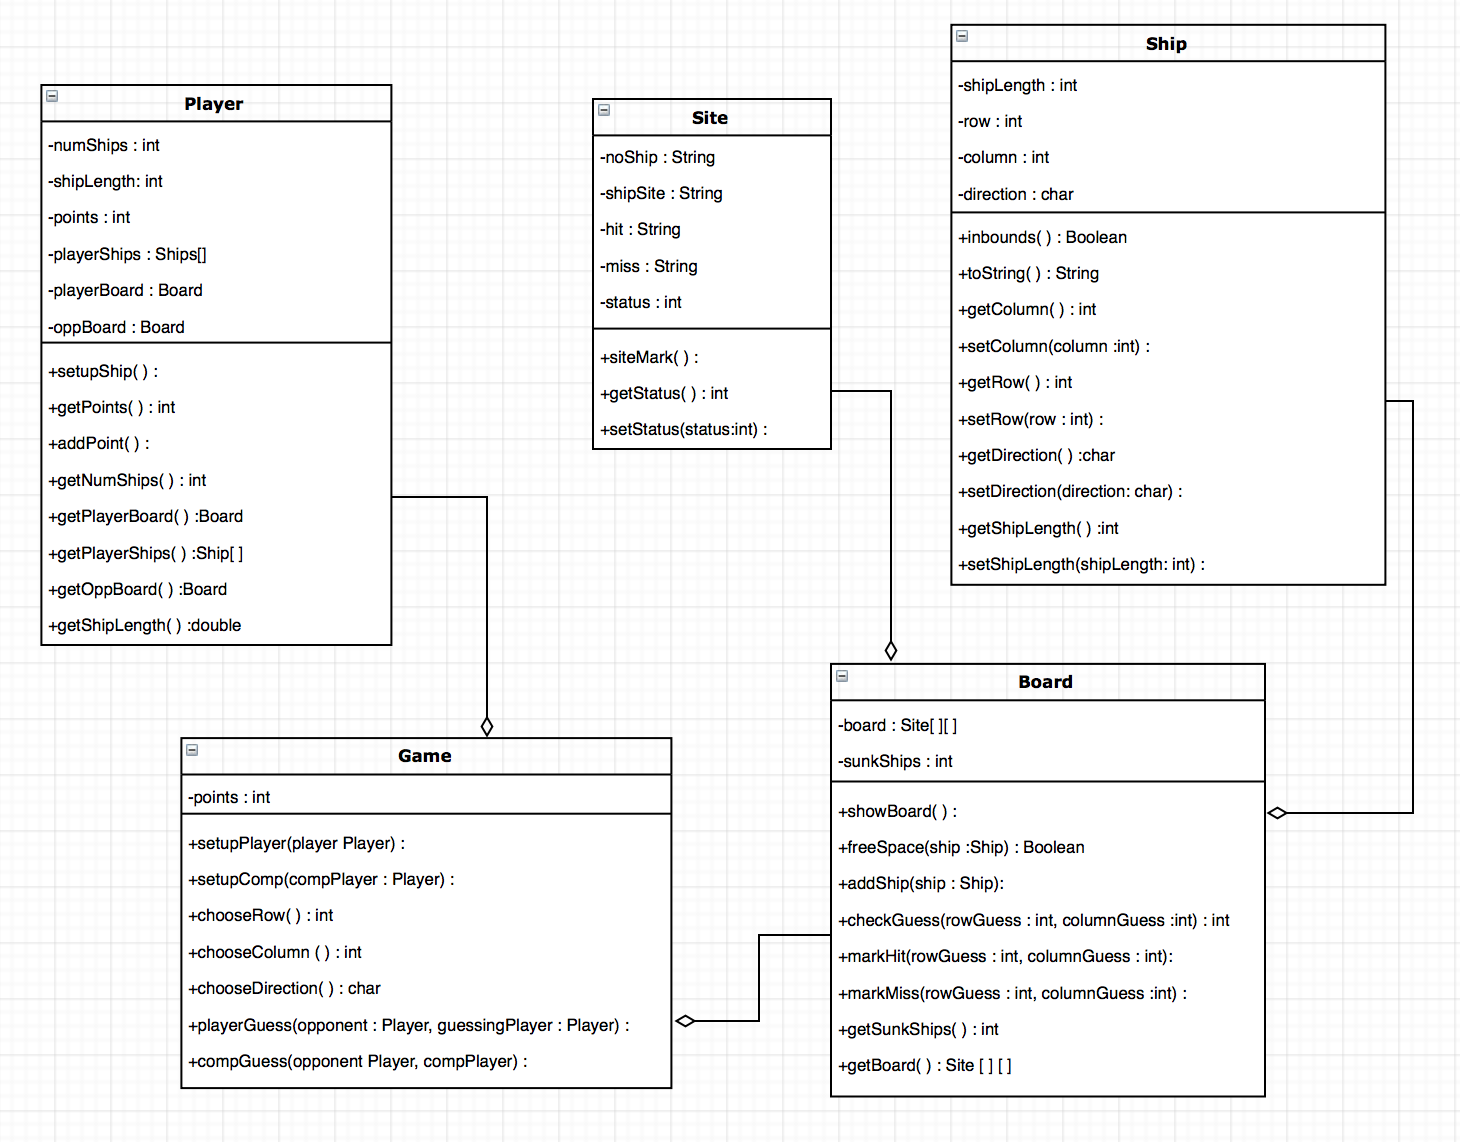 Player
-numShips : int
-shipLength: int
-points : int
-playerShips : Ships[]
-playerBoard : Board
-oppBoard : Board
+setupShip( ) :
+getPoints( ) : int
+addPoint( ) :
+getNumShips( ) : int
+getPlayerBoard( ) :Board
+getPlayerShips( ) :Ship[ ]
+getOppBoard( ) :Board
+getShipLength( ) :double
Site
-noShip : String
-shipSite : String
-hit : String
-miss : String
-status : int
+siteMark( ) :
+getStatus( ) : int
+setStatus(status:int) :
Ship
-shipLength : int
-row : int
-column : int
-direction : char
+inbounds( ) : Boolean
+toString( ) : String
+getColumn( ) : int
+setColumn(column :int) :
+getRow( ) : int
+setRow(row : int) :
+getDirection( ) :char
+setDirection(direction: char) :
+getShipLength( ) :int
+setShipLength(shipLength: int) :
Game
-points : int
+setupPlayer(player Player) :
+setupComp(compPlayer : Player) :
+chooseRow( ) : int
+chooseColumn ( ) : int
+chooseDirection( ) : char
+playerGuess(opponent : Player, guessingPlayer : Player) :
+compGuess(opponent Player, compPlayer) :
Board
-board : Site[ ][ ]
-sunkShips : int
+showBoard( ) :
+freeSpace(ship :Ship) : Boolean
+addShip(ship : Ship):
+checkGuess(rowGuess : int, columnGuess :int) : int
+markHit(rowGuess : int, columnGuess : int):
+markMiss(rowGuess : int, columnGuess :int) :
+getSunkShips( ) : int
+getBoard( ) : Site [ ] [ ]